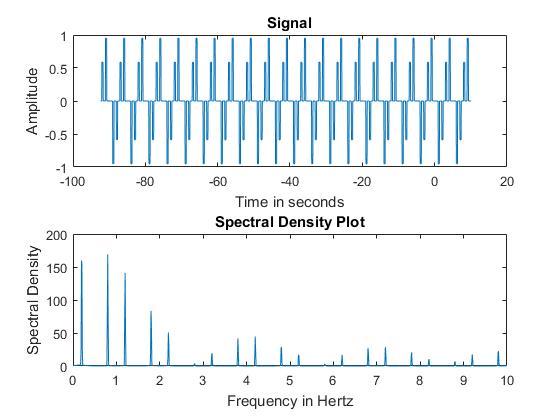 Signal
1
0.5
0
-0.5
-1
Amplitude
-100 -80 -60 -40 -20 0 20
Time in seconds
Spectral Density Plot
200
150
100
50
0
Spectral Density
0 1 2 3 4 5 6 7 8 9 10
Frequency in Hertz